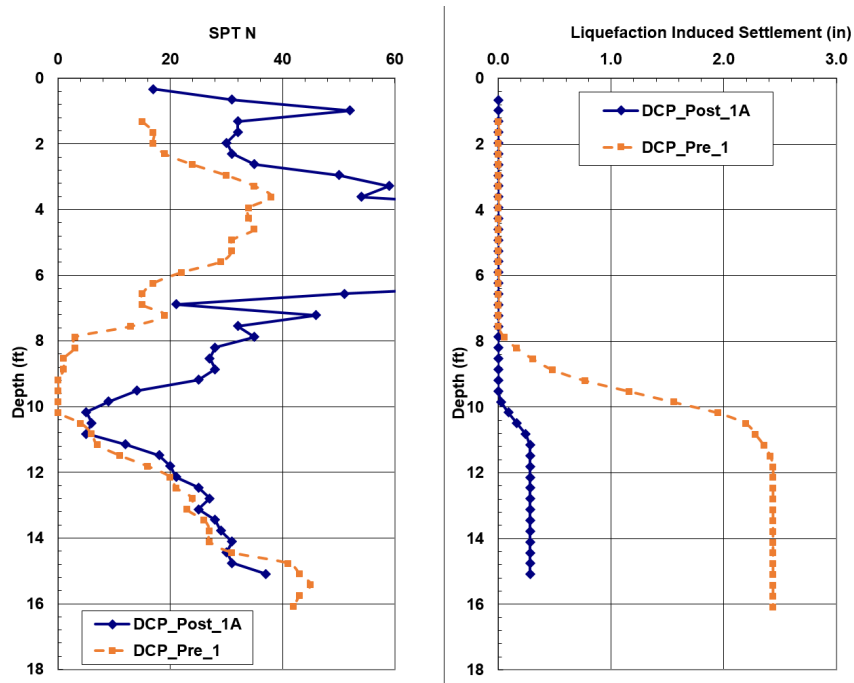 SPT N
0 20 40 60
0
2
4
6
8
10
12
14
16
18
Depth (ft)
DCP_Post_1A
DCP_Pre_1
Liquefaction Induced Settlement (in)
0.0 1.0 2.0 3.0
0
2
4
6
8
10
12
14
16
18
Depth (ft)
DCP_Post_1A
DCP_Pre_1